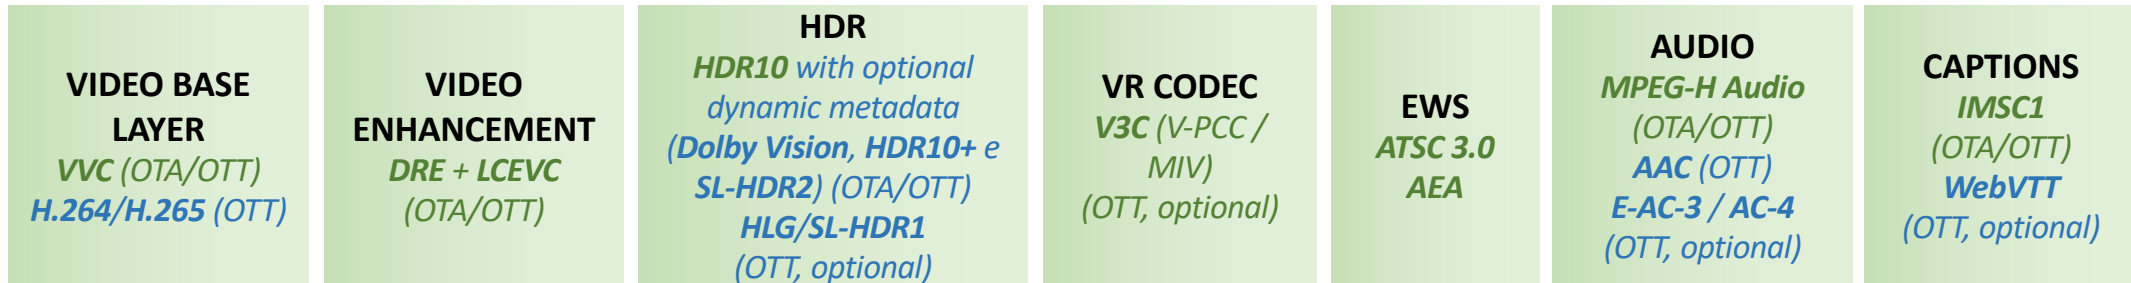 VIDEO BASE
LAYER
VVC (OTA/OTT)
H.264/H.265 (OTT)
VIDEO
ENHANCEMENT
DRE + LCEVC
(OTA/OTT)
HDR
HDR10 with optional
dynamic metadata
(Dolby Vision, HDR10+ e
SL-HDR2) (OTA/OTT)
HLG/SL-HDR1
(OTT, optional)
VR CODEC
V3C (V-PCC /
MIV)
(OTT, optional)
EWS
ATSC 3.0
AEA
AUDIO
MPEG-H Audio
(OTA/OTT)
AAC (OTT)
E-AC-3 / AC-4
(OTT, optional)
CAPTIONS
IMSC1
(OTA/OTT)
WebVTT
(OTT, optional)